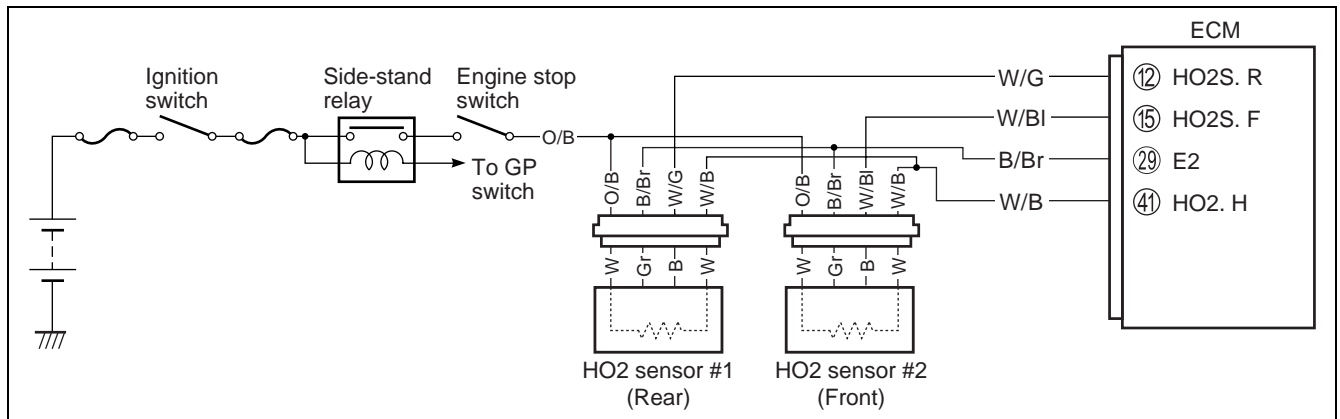 ECM
Ignition
switch
Side-stand
relay
Engine stop
switch
W/G
12 HO2S. R
W/Bl
15 HO2S. F
O/B
B/Br
29 E2
To GP
switch
W/B
41 HO2. H
O/B B/Br W/G W/B
O/B B/Br W/Bl W/B
W Gr B W
W Gr B W
HO2 sensor #1
(Rear)
HO2 sensor #2
(Front)